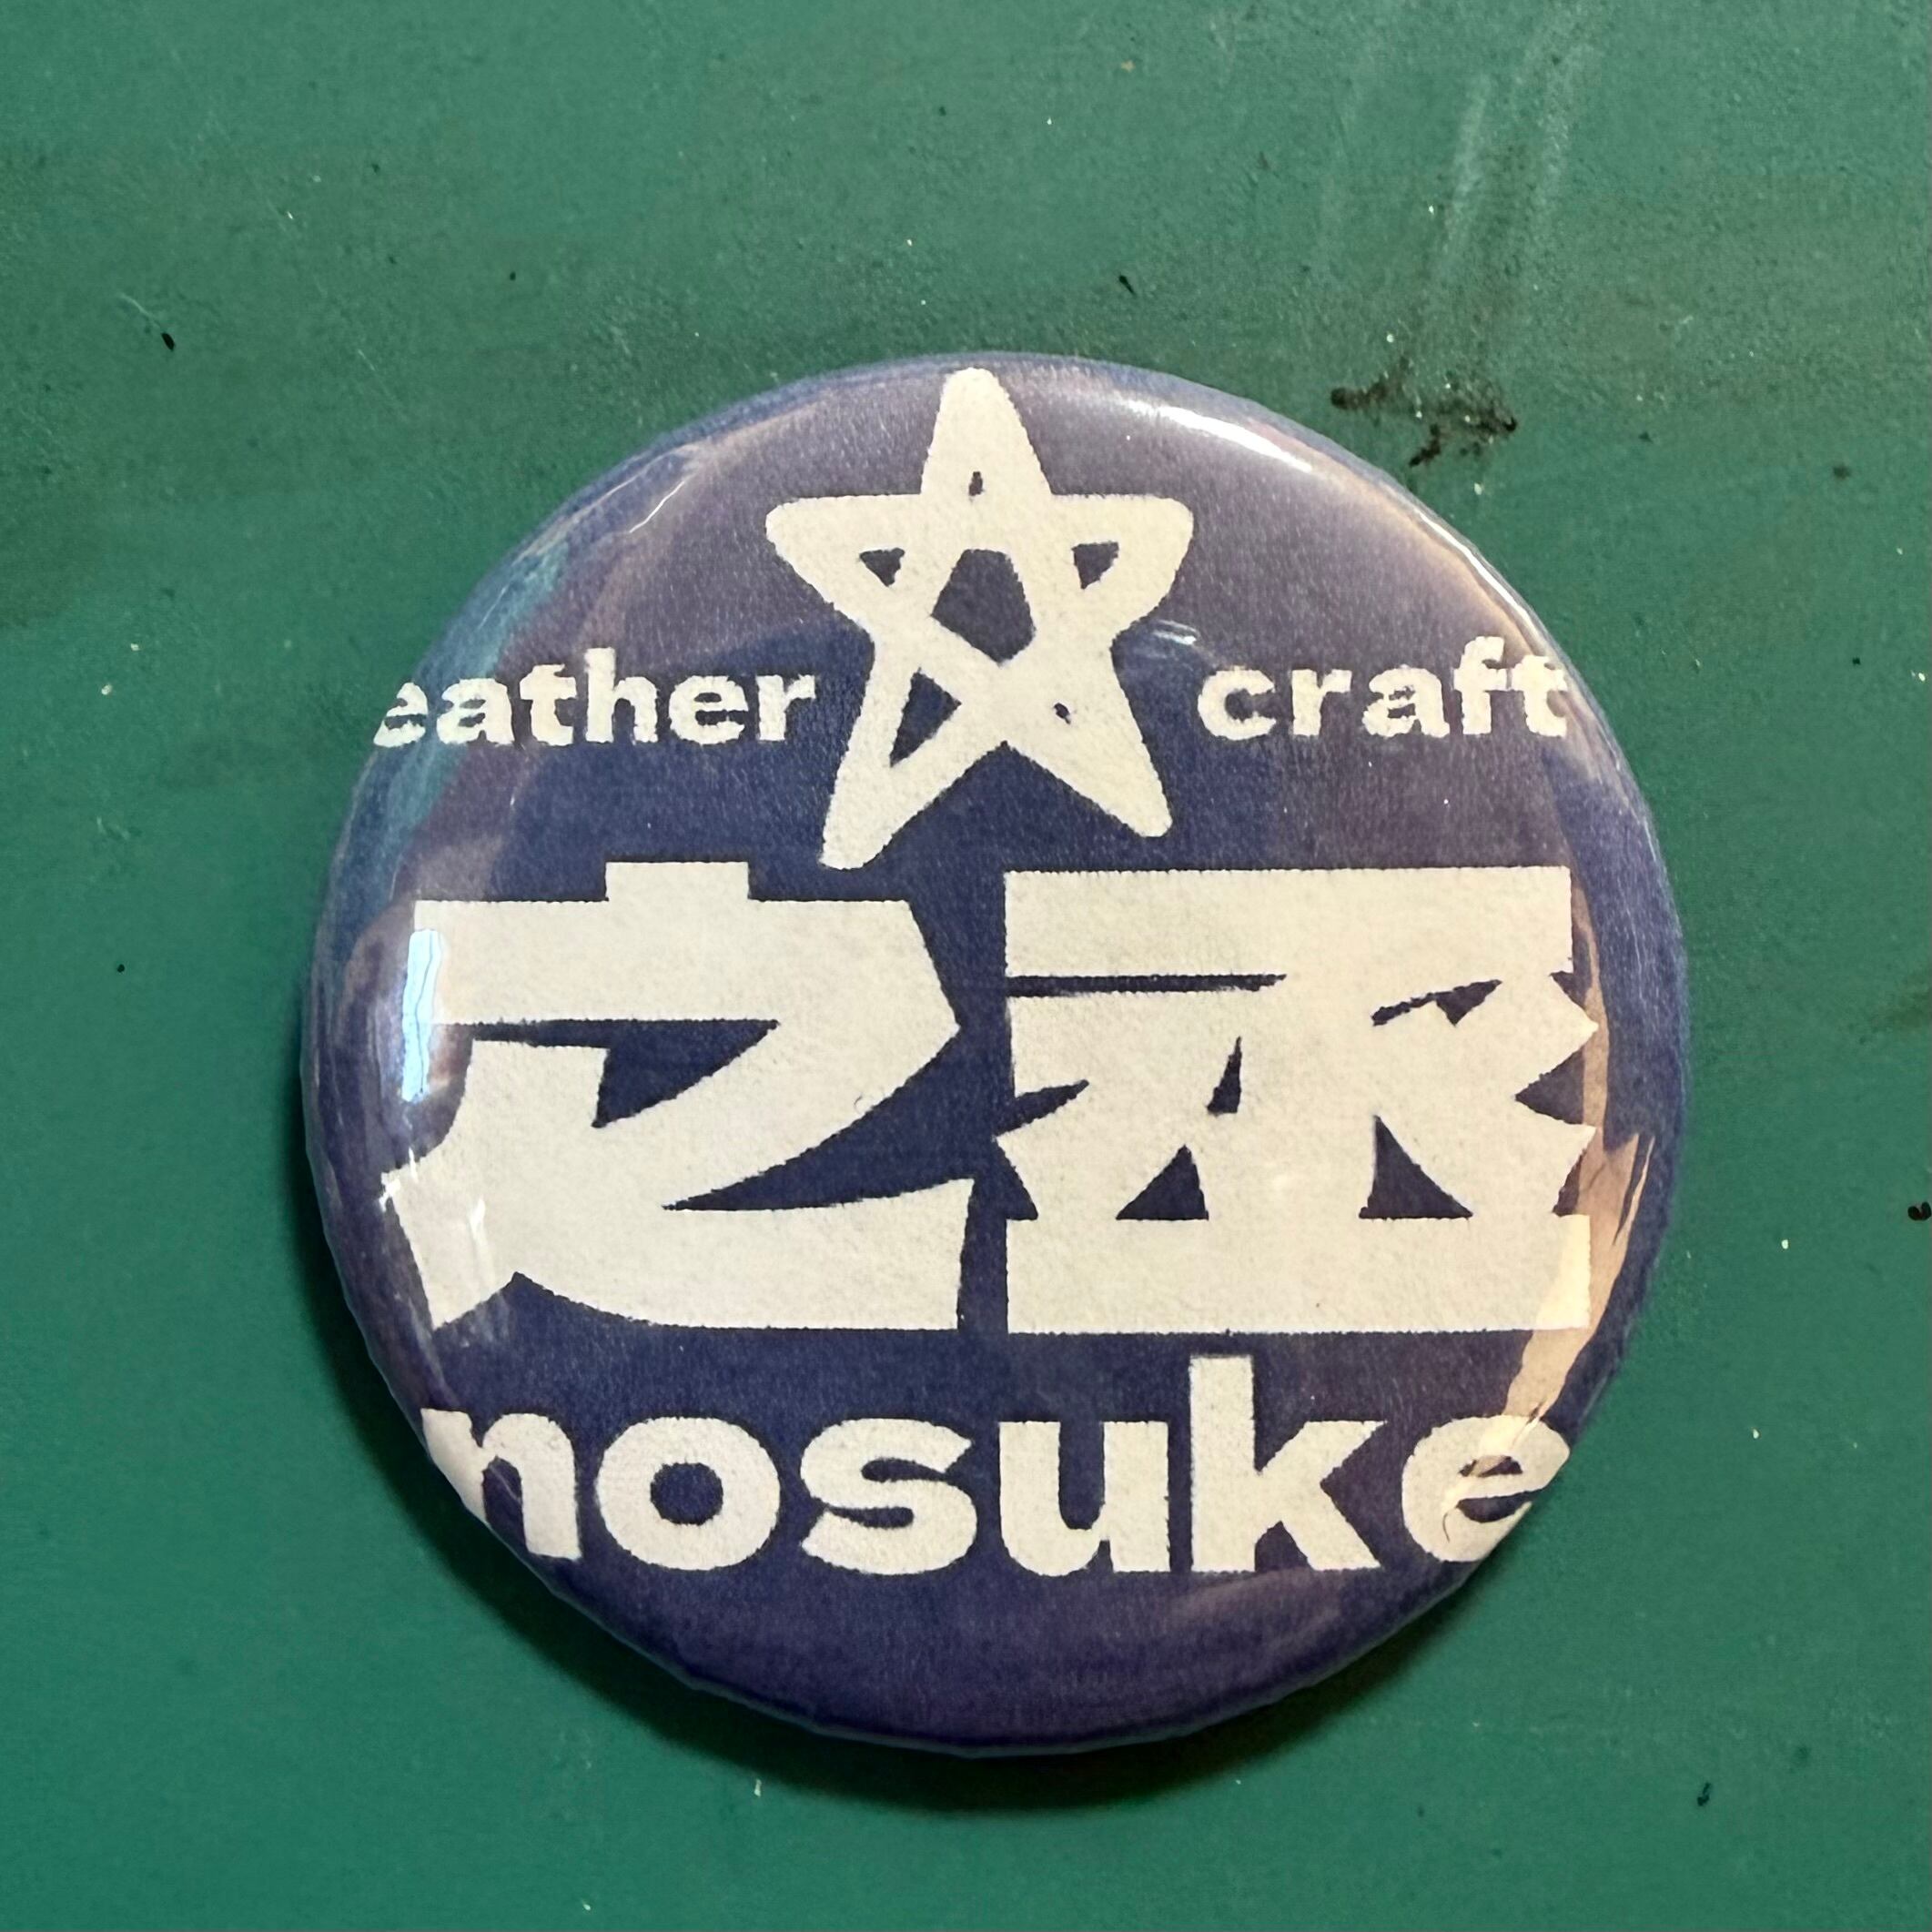 eather craft
之丞
nosuke